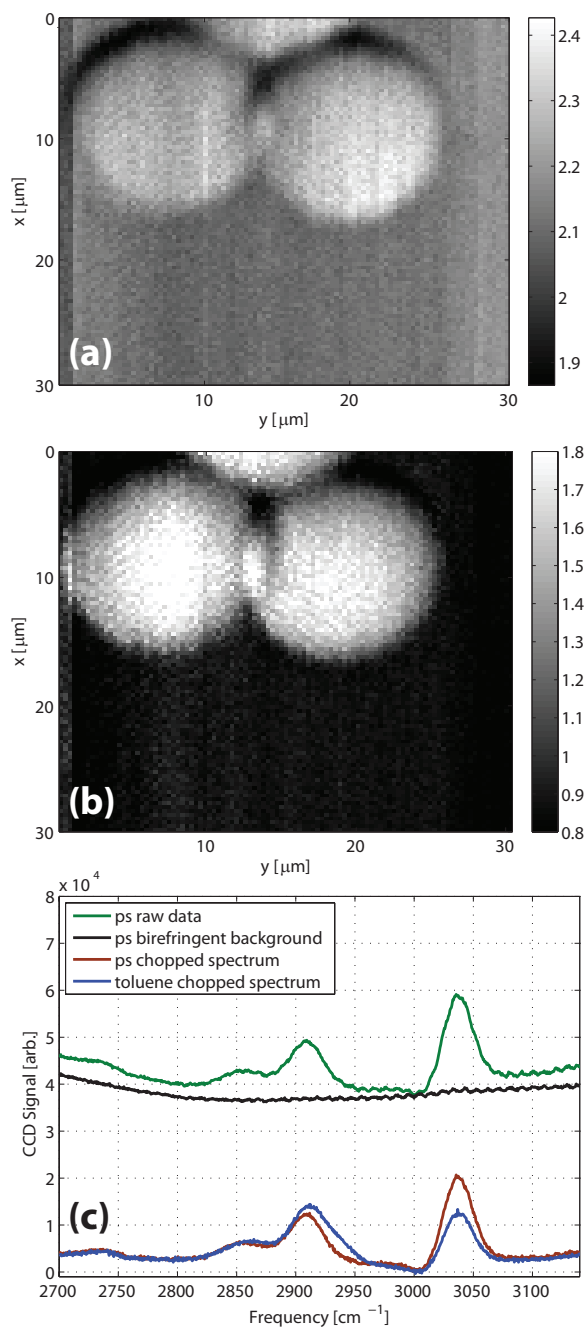 0
10
20
30
x [μm]
10
20
30
y [μm]
2.4
2.3
2.2
2.1
2
1.9
(a)
0
10
20
30
x [μm]
10
20
30
y [μm]
1.8
1.7
1.6
1.5
1.4
1.3
1.2
1.1
1
0.9
0.8
(b)
x 10⁴
8
7
6
5
4
3
2
1
0
CCD Signal [arb.]
ps raw data
ps birefringent background
ps chopped spectrum
toluene chopped spectrum
(c)
2700 2750 2800 2850 2900 2950 3000 3050 3100
Frequency [cm ⁻¹]